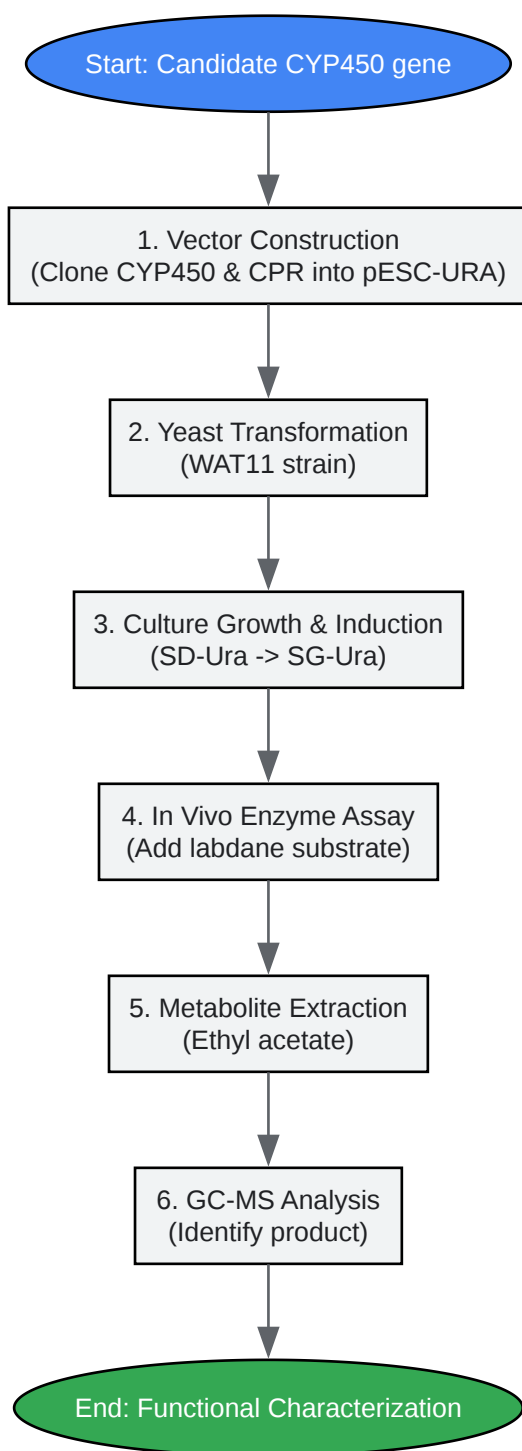 Start: Candidate CYP450 gene
1. Vector Construction
(Clone CYP450 & CPR into pESC-URA)
2. Yeast Transformation
(WAT11 strain)
3. Culture Growth & Induction
(SD-Ura -> SG-Ura)
4. In Vivo Enzyme Assay
(Add labdane substrate)
5. Metabolite Extraction
(Ethyl acetate)
6. GC-MS Analysis
(Identify product)
End: Functional Characterization